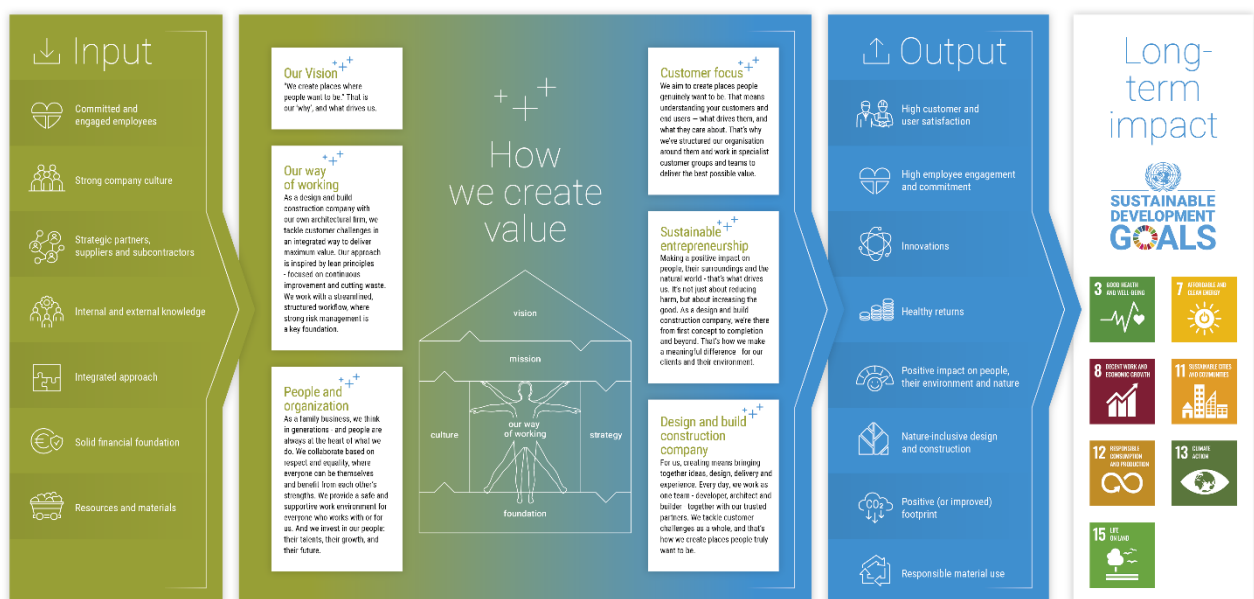 Input
Committed and
engaged employees
Strong company culture
Strategic partners,
suppliers and subcontractors
Internal and external knowledge
Integrated approach
Solid financial foundation
Resources and materials
Our Vision
"We create places where
people want to be." That is
our 'why', and what drives us.
Our way
of working
As a design and build
construction company with
our own architectural firm, we
tackle customer challenges in
an integrated way to deliver
maximum value. Our approach
is inspired by lean principles
- focused on continuous
improvement and cutting waste.
We work with a streamlined,
structured workflow, where
strong risk management is
a key foundation.
People and
organization
As a family business, we think
in generations - and people are
always at the heart of what we
do. We collaborate based on
respect and equality, where
everyone can be themselves
and benefit from each other's
strengths. We provide a safe and
supportive work environment for
everyone who works with or for
us. And we invest in our people:
their talents, their growth, and
their future.
How
we create
value
vision
mission
culture
our way
of working
strategy
foundation
Customer focus
We aim to create places people
genuinely want to be. That means
understanding your customers and
end users — what drives them, and
what they care about. That's why
we've structured our organisation
around them and work in specialist
customer groups and teams to
deliver the best possible value.
Sustainable
entrepreneurship
Making a positive impact on
people, their surroundings and the
natural world - that's what drives
us. It's not just about reducing
harm, but about increasing the
good. As a design and build
construction company, we're there
from first concept to completion
and beyond. That's how we make
a meaningful difference - for our
clients and their environment.
Design and build
construction
company
For us, creating means bringing
together ideas, design, delivery and
experience. Every day, we work as
one team - developer, architect and
builder - together with our trusted
partners. We tackle customer
challenges as a whole, and that's
how we create places people truly
want to be.
Output
High customer and
user satisfaction
High employee engagement
and commitment
Innovations
Healthy returns
Positive impact on people,
their environment and nature
Nature-inclusive design
and construction
CO2
Positive (or improved)
footprint
Responsible material use
Long-
term
impact
SUSTAINABLE
DEVELOPMENT
GOALS
3 GOOD HEALTH
AND WELL-BEING
7 AFFORDABLE AND
CLEAN ENERGY
8 DECENT WORK AND
ECONOMIC GROWTH
11 SUSTAINABLE CITIES
AND COMMUNITIES
12 RESPONSIBLE
CONSUMPTION
AND PRODUCTION
13 CLIMATE
ACTION
15 LIFE
ON LAND